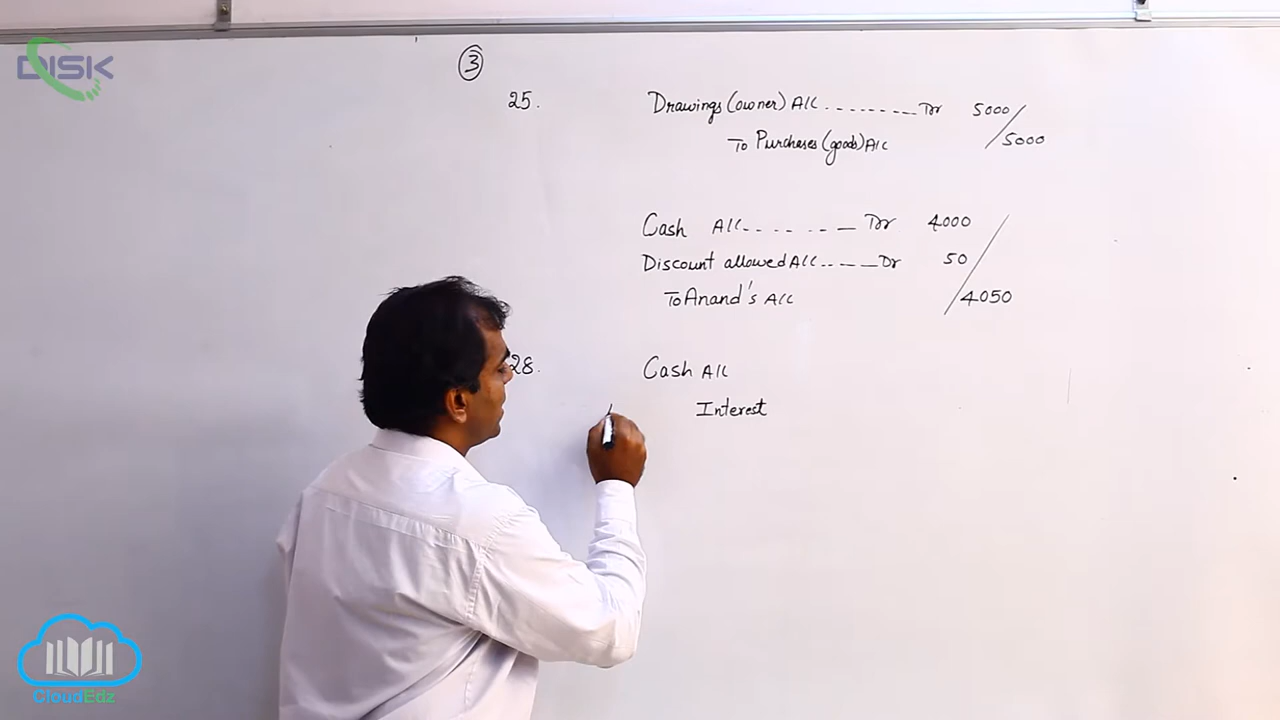 DISK
3
25. Drawings (owner) A/C ........... Dr 5000
To Purchases (goods) A/C 5000
Cash A/C ........... Dr 4000
Discount allowed A/C ........ Dr 50
To Anand's A/C 4050
28. Cash A/C
Interest
CloudEdz